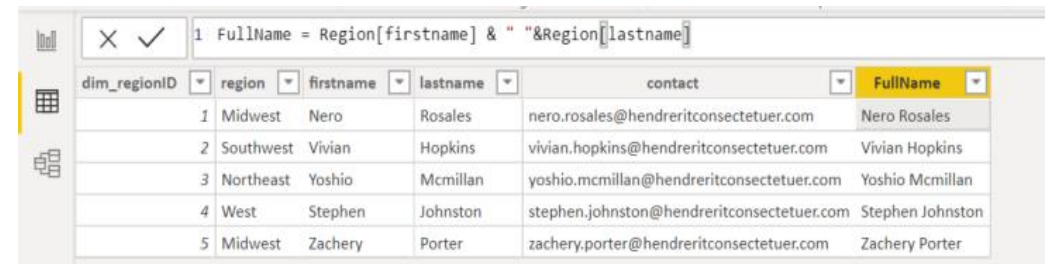 1 FullName = Region[firstname] & " "&Region[lastname]
dim_regionID region firstname lastname contact FullName
1 Midwest Nero Rosales nero.rosales@hendreritconsectetuer.com Nero Rosales
2 Southwest Vivian Hopkins vivian.hopkins@hendreritconsectetuer.com Vivian Hopkins
3 Northeast Yoshio Mcmillan yoshio.mcmillan@hendreritconsectetuer.com Yoshio Mcmillan
4 West Stephen Johnston stephen.johnston@hendreritconsectetuer.com Stephen Johnston
5 Midwest Zachery Porter zachery.porter@hendreritconsectetuer.com Zachery Porter